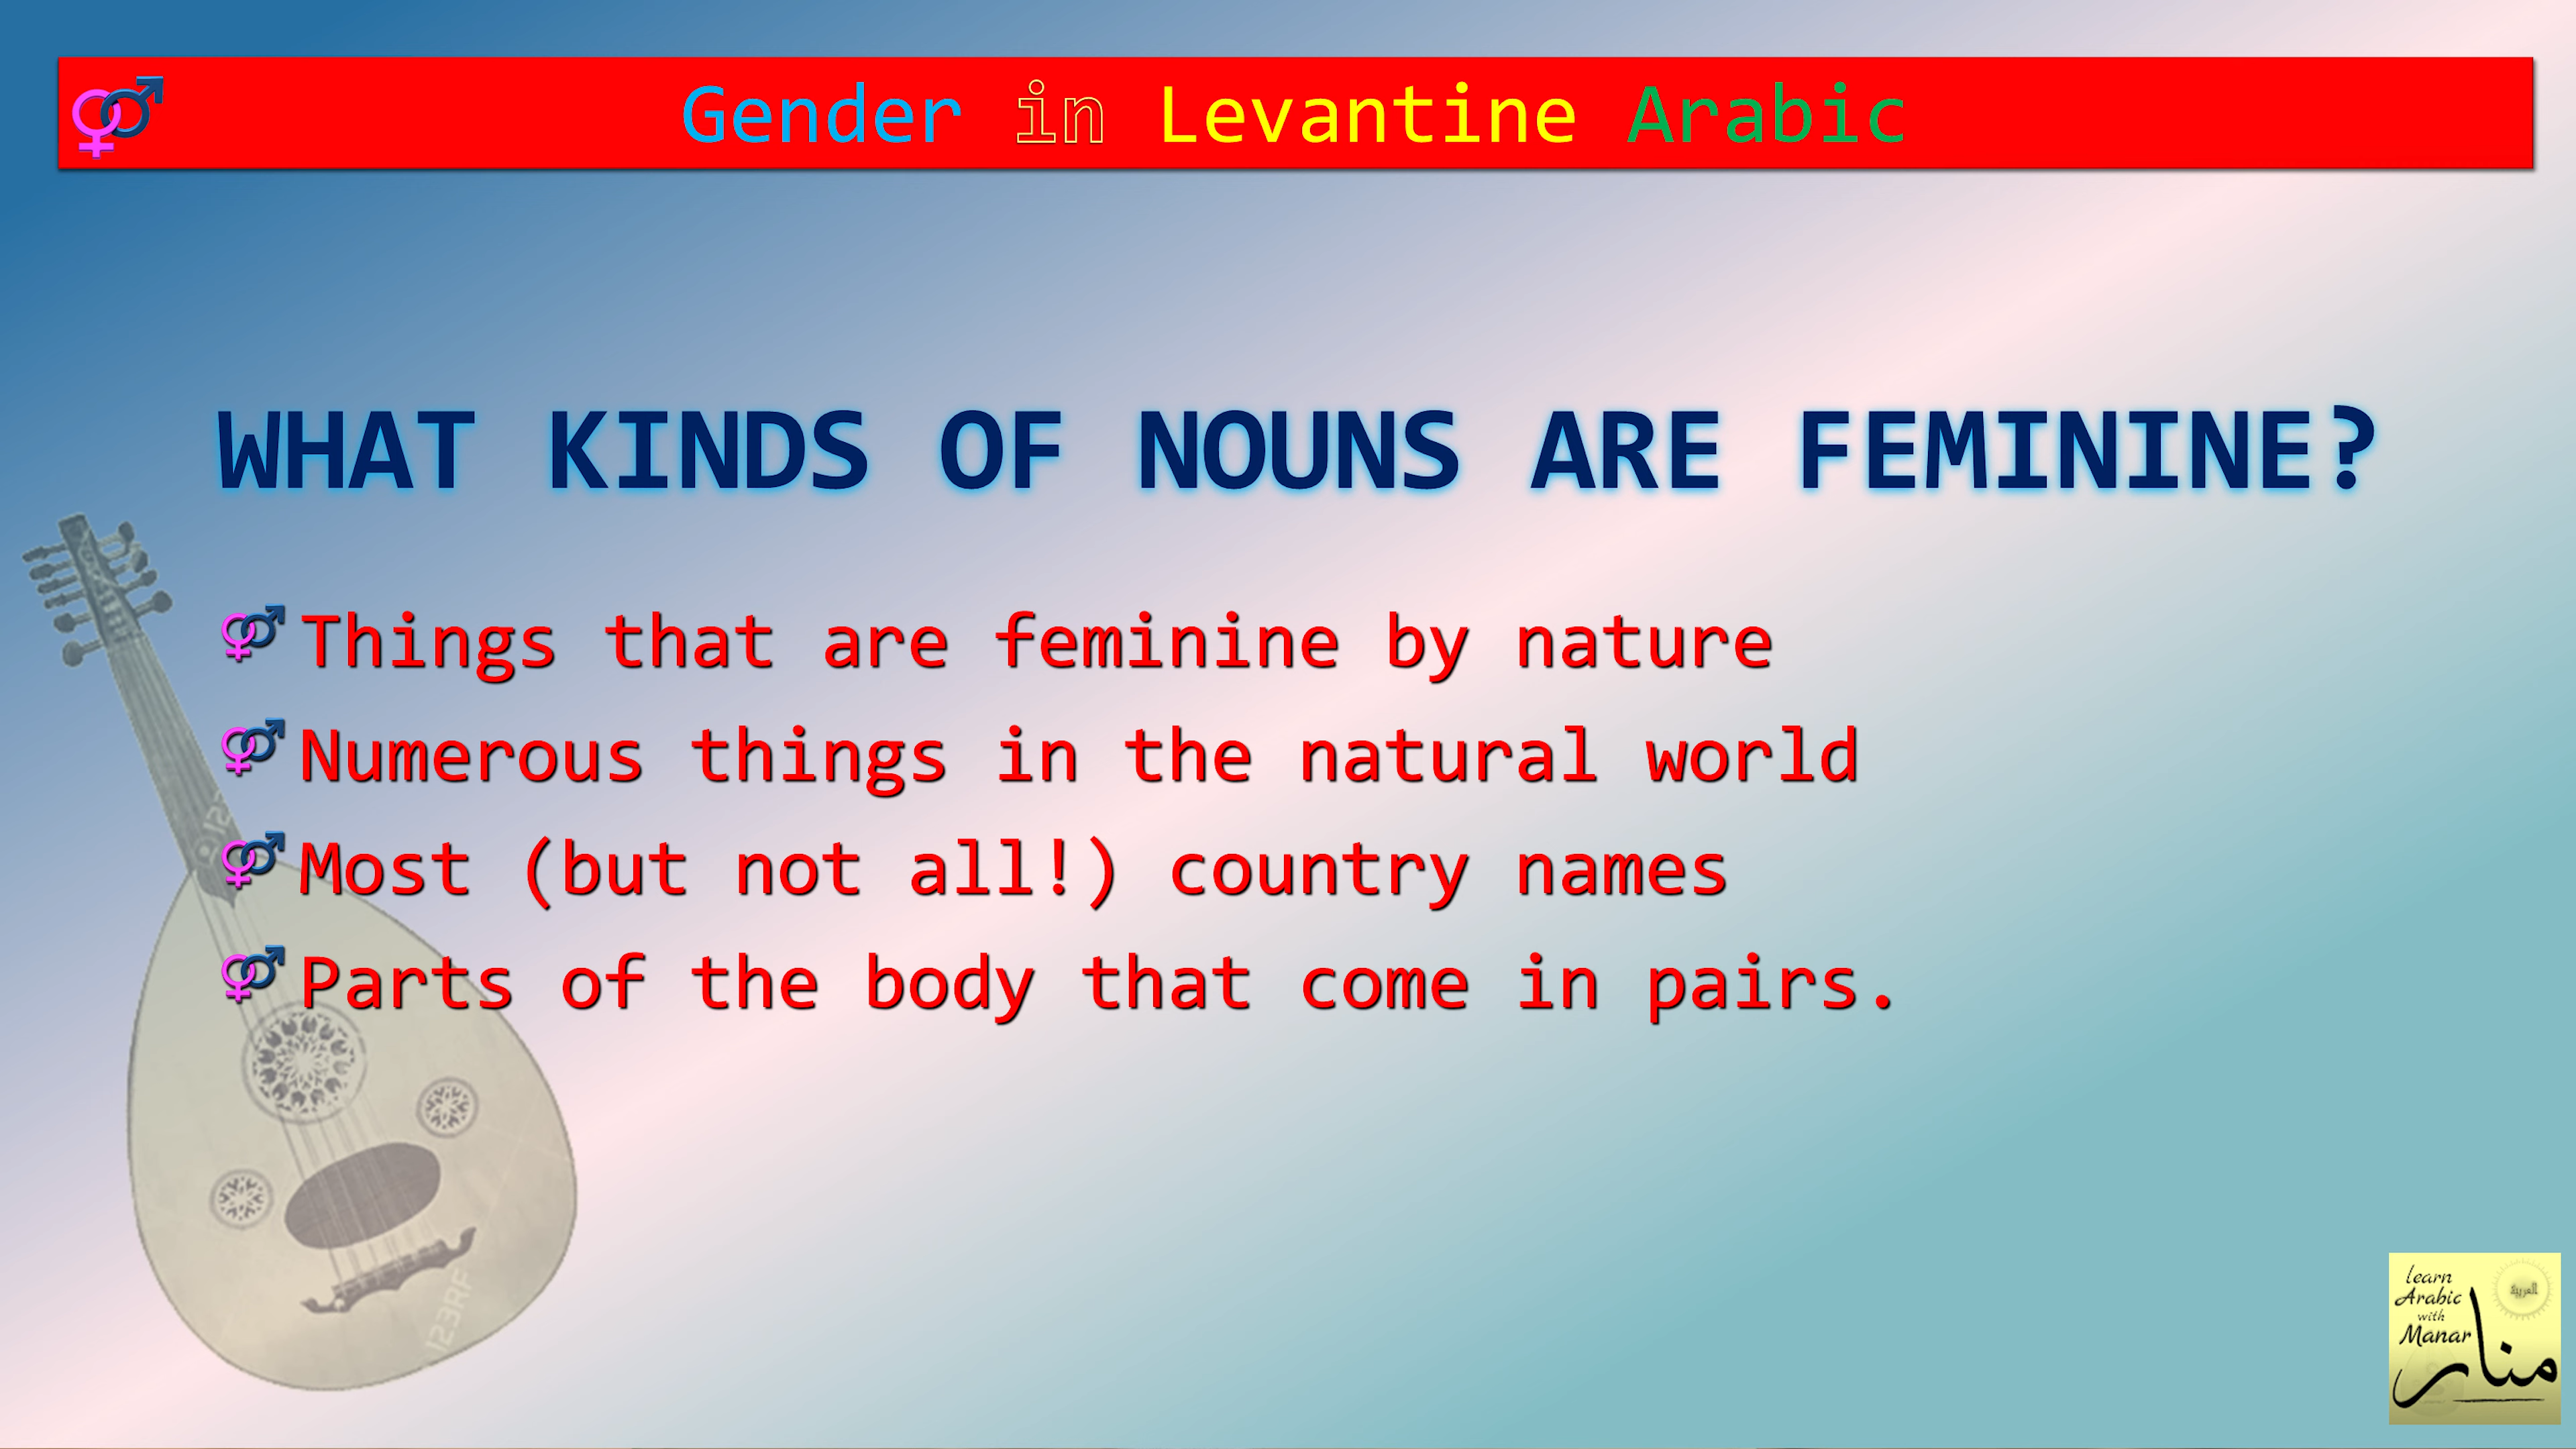 Gender in Levantine Arabic
WHAT KINDS OF NOUNS ARE FEMININE?
Things that are feminine by nature
Numerous things in the natural world
Most (but not all!) country names
Parts of the body that come in pairs.
123RF
learn
Arabic
with
Manar
العربية
منار